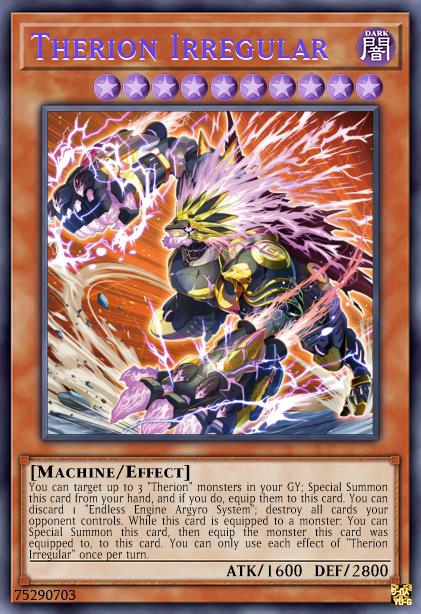 Therion Irregular
DARK
闇
[Machine/Effect]
You can target up to 3 "Therion" monsters in your GY; Special Summon
this card from your hand, and if you do, equip them to this card. You can
discard 1 "Endless Engine Argyro System"; destroy all cards your
opponent controls. While this card is equipped to a monster: You can
Special Summon this card, then equip the monster this card was
equipped to, to this card. You can only use each effect of "Therion
Irregular" once per turn.
ATK/1600 DEF/2800
75290703